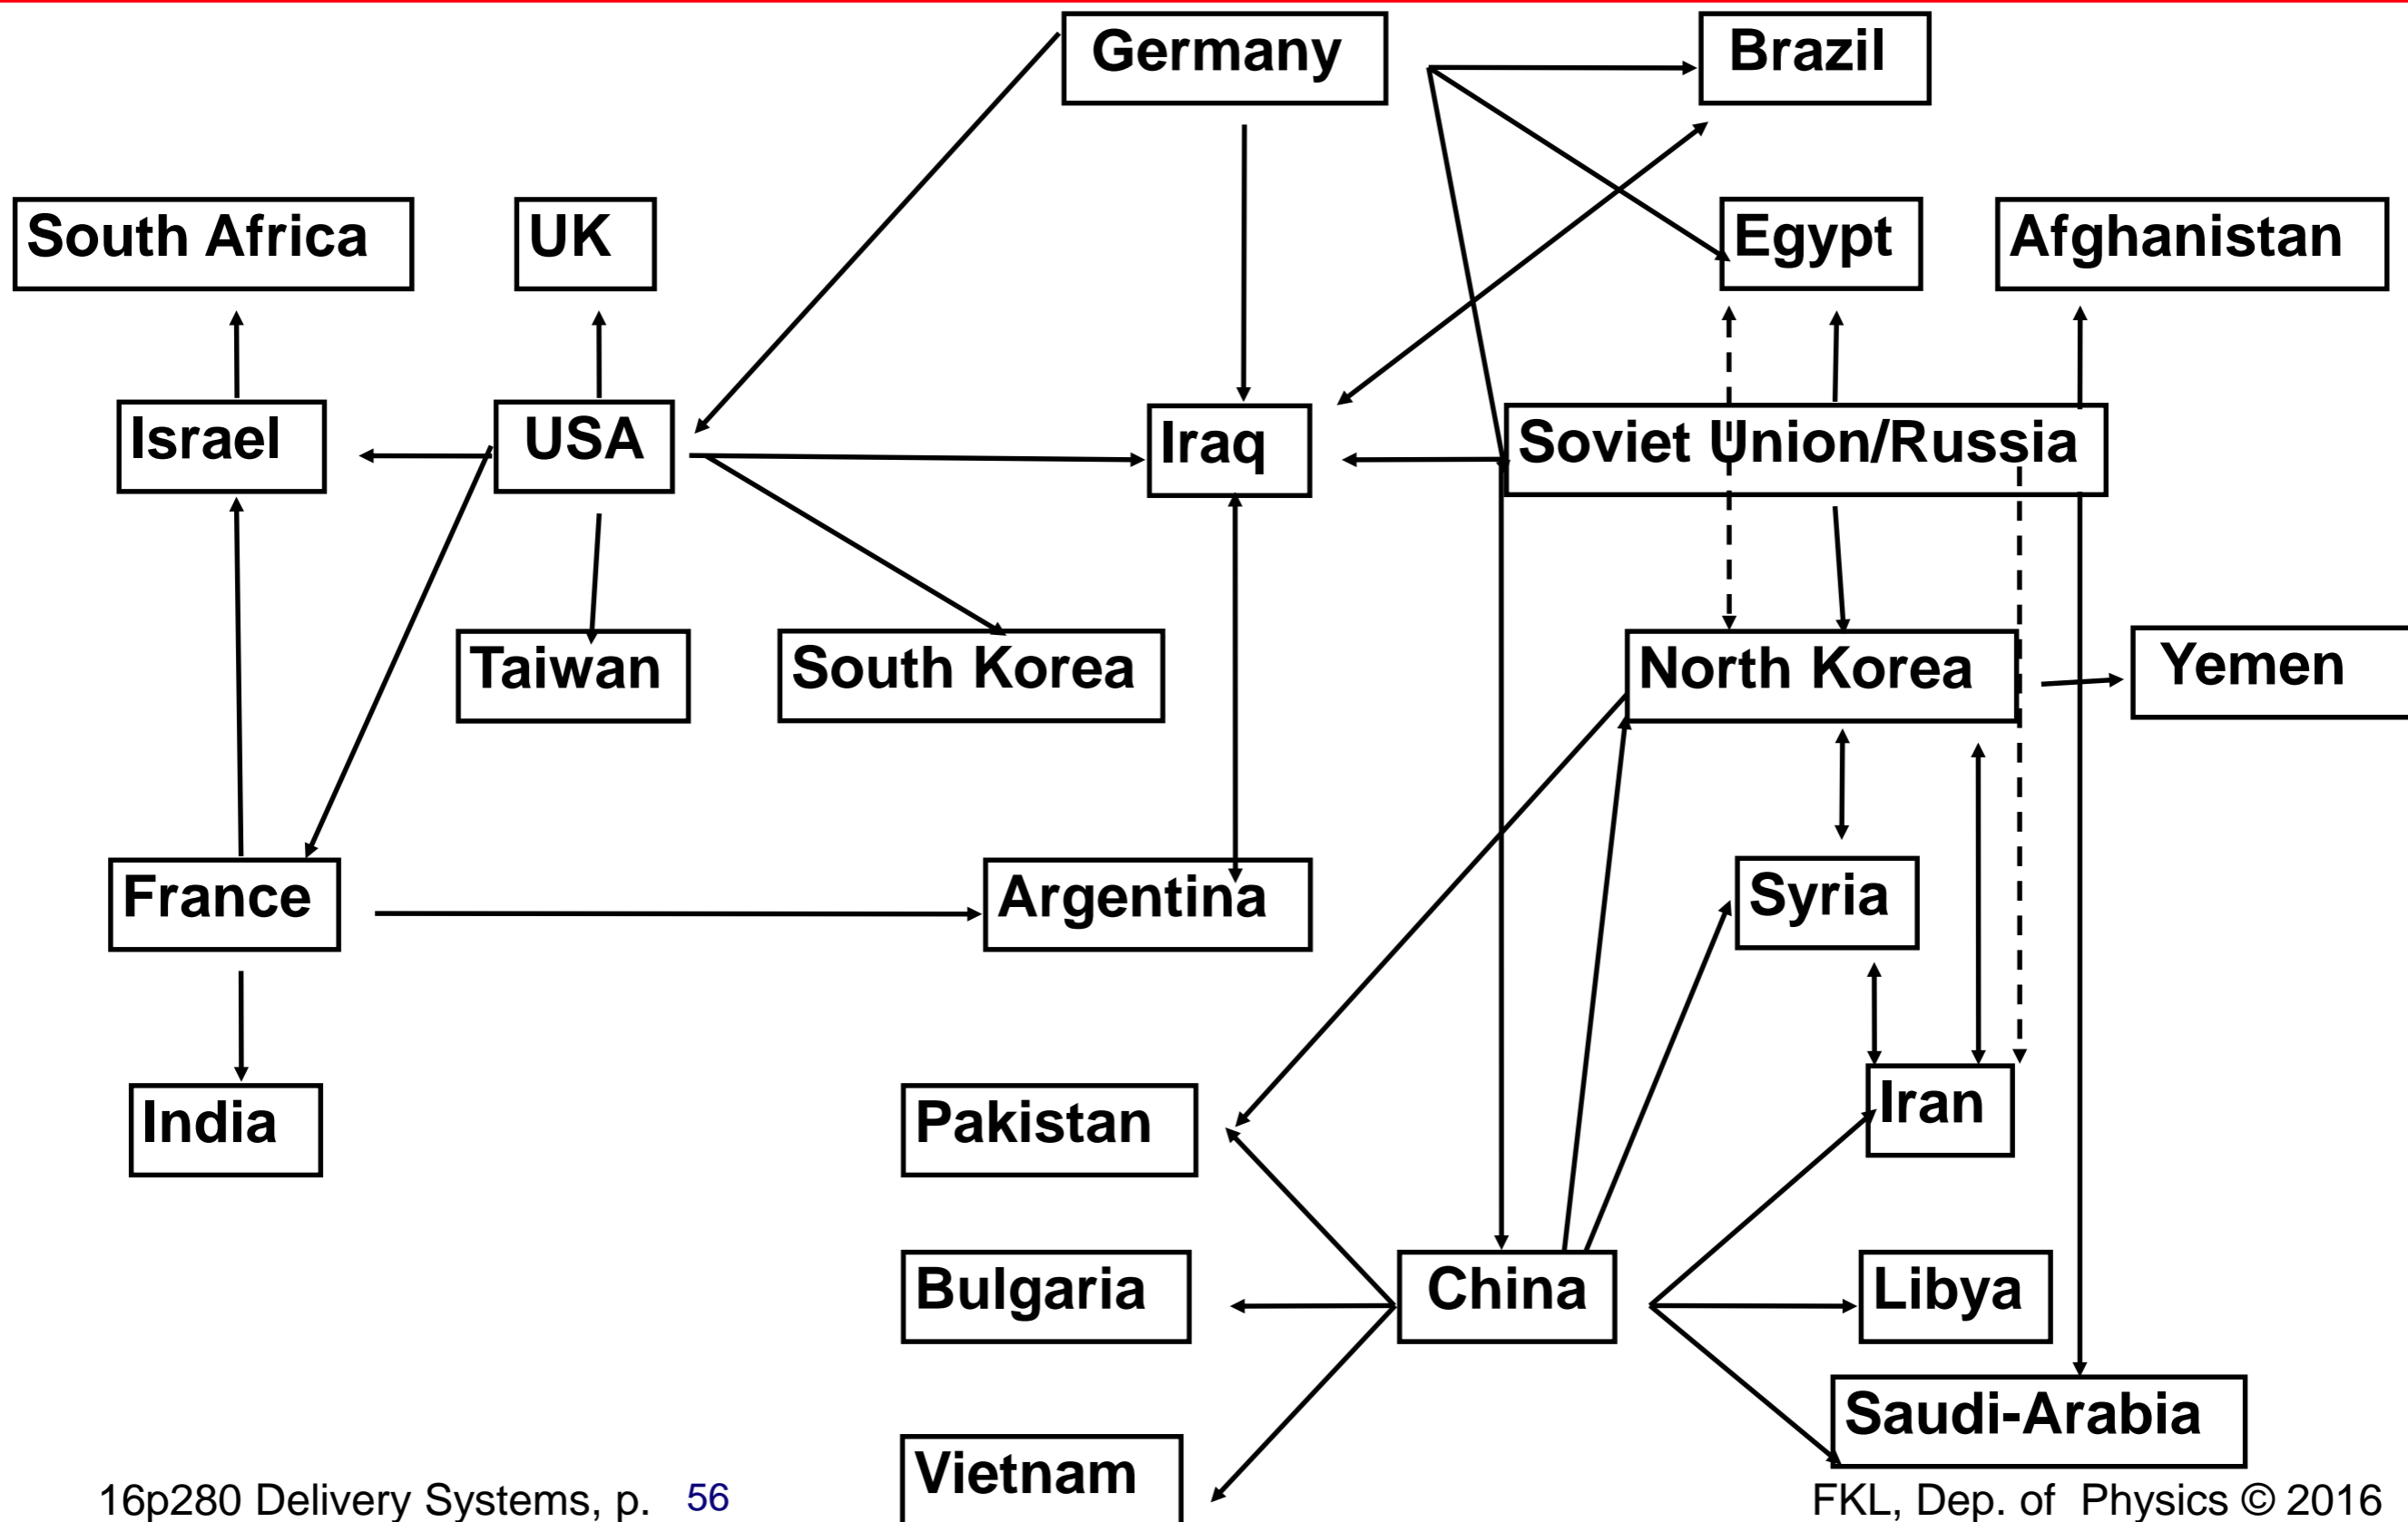 Germany
Brazil
South Africa
UK
Egypt
Afghanistan
Israel
USA
Iraq
Soviet Union/Russia
Taiwan
South Korea
North Korea
Yemen
France
Argentina
Syria
India
Pakistan
Iran
Bulgaria
China
Libya
Saudi-Arabia
Vietnam
16p280 Delivery Systems, p. 56
FKL, Dep. of Physics © 2016